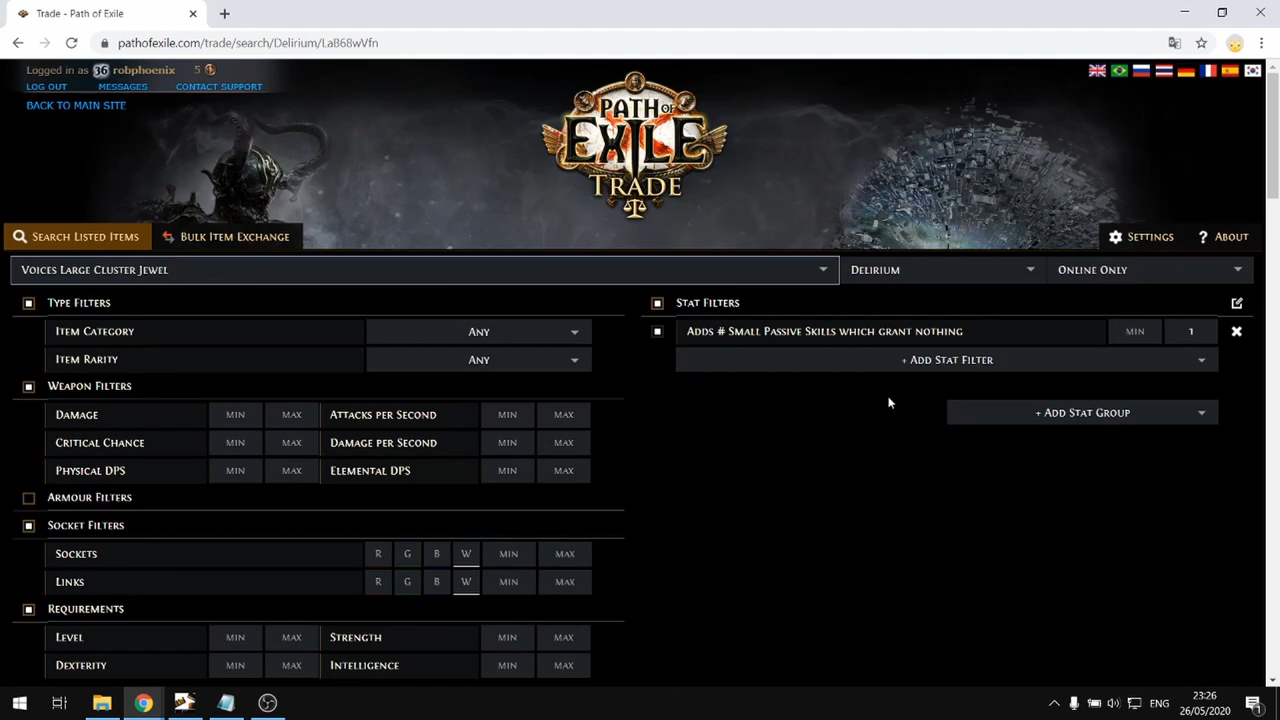 Trade - Path of Exile
pathofexile.com/trade/search/Delirium/LaB68wVfn
Logged in as 36 robphoenix 5
LOG OUT MESSAGES CONTACT SUPPORT
BACK TO MAIN SITE
PATH OF
EXILE
TRADE
SEARCH LISTED ITEMS BULK ITEM EXCHANGE SETTINGS ? ABOUT
VOICES LARGE CLUSTER JEWEL DELIRIUM ONLINE ONLY
TYPE FILTERS STAT FILTERS
ITEM CATEGORY ANY ADDS # SMALL PASSIVE SKILLS WHICH GRANT NOTHING MIN 1
ITEM RARITY ANY + ADD STAT FILTER
WEAPON FILTERS
DAMAGE MIN MAX ATTACKS PER SECOND MIN MAX + ADD STAT GROUP
CRITICAL CHANCE MIN MAX DAMAGE PER SECOND MIN MAX
PHYSICAL DPS MIN MAX ELEMENTAL DPS MIN MAX
ARMOUR FILTERS
SOCKET FILTERS
SOCKETS R G B W MIN MAX
LINKS R G B W MIN MAX
REQUIREMENTS
LEVEL MIN MAX STRENGTH MIN MAX
DEXTERITY MIN MAX INTELLIGENCE MIN MAX
ENG 23:26
26/05/2020 1